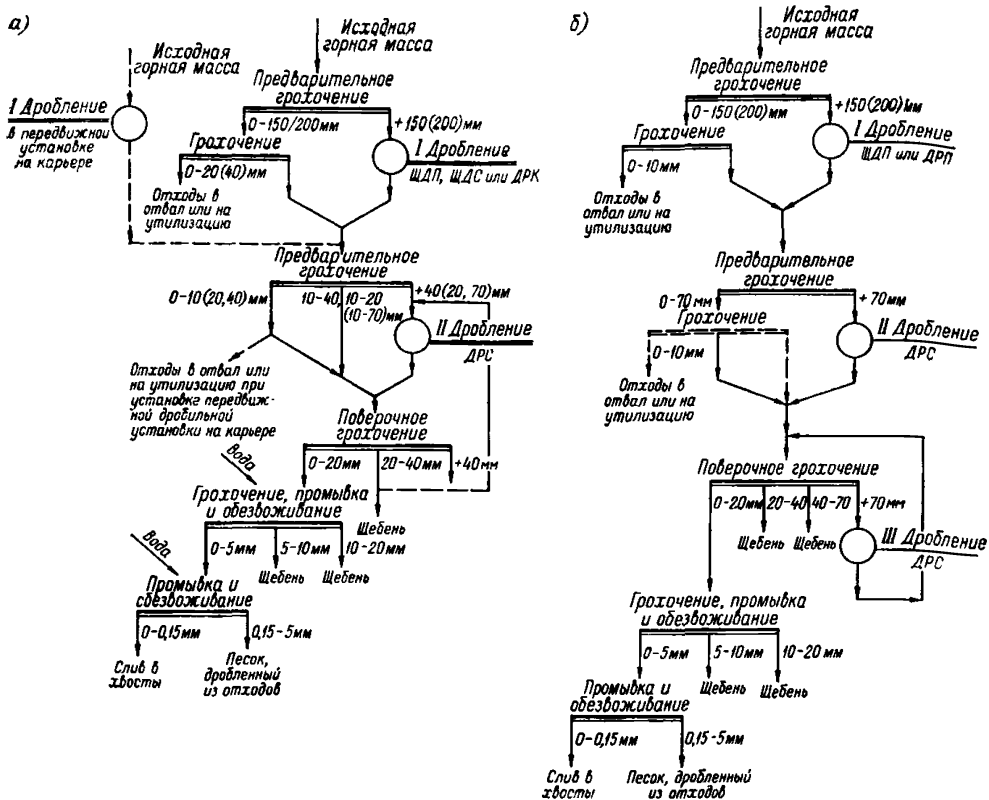 а)
Исходная
горная масса
Исходная
горная масса
Предварительное
грохочение
I Дробление
в передвижной
установке
на карьере
0-150/200мм
+150(200)мм
Грохочение
I Дробление
ЩДП, ЩДС или ДРК
0-20(40)мм
Отходы в
отвал или на
утилизацию
Предварительное
грохочение
0-10(20,40)мм
10-40, 10-20
(10-70)мм
+40(20,70)мм
II Дробление
ДРС
Отходы в отвал или
на утилизацию при
установке передвиж-
ной дробильной
установки на карьере
Поверочное
грохочение
0-20мм
20-40мм
+40мм
Вода
Грохочение, промывка
и обезвоживание
Щебень
0-5мм
5-10мм
10-20мм
Вода
Щебень
Щебень
Промывка и
сбезвоживание
0-0,15мм
0,15-5мм
Слив в
хвосты
Песок,
дробленный
из отходов
б)
Исходная
горная масса
Предварительное
грохочение
0-150(200)мм
+150(200)мм
Грохочение
I Дробление
ЩДП или ДРП
0-10мм
Отходы в
отвал или на
утилизацию
Предварительное
грохочение
0-70мм
+70мм
Грохочение
II Дробление
ДРС
0-10мм
Отходы в
отвал или на
утилизацию
Поверочное грохочение
0-20мм
20-40
40-70
+70мм
Щебень
Щебень
III Дробление
ДРС
Грохочение, промывка
и обезвоживание
0-5мм
5-10мм
10-20мм
Щебень
Щебень
Промывка и
обезвоживание
0-0,15мм
0,15-5мм
Слив в
хвосты
Песок, дробленный
из отходов